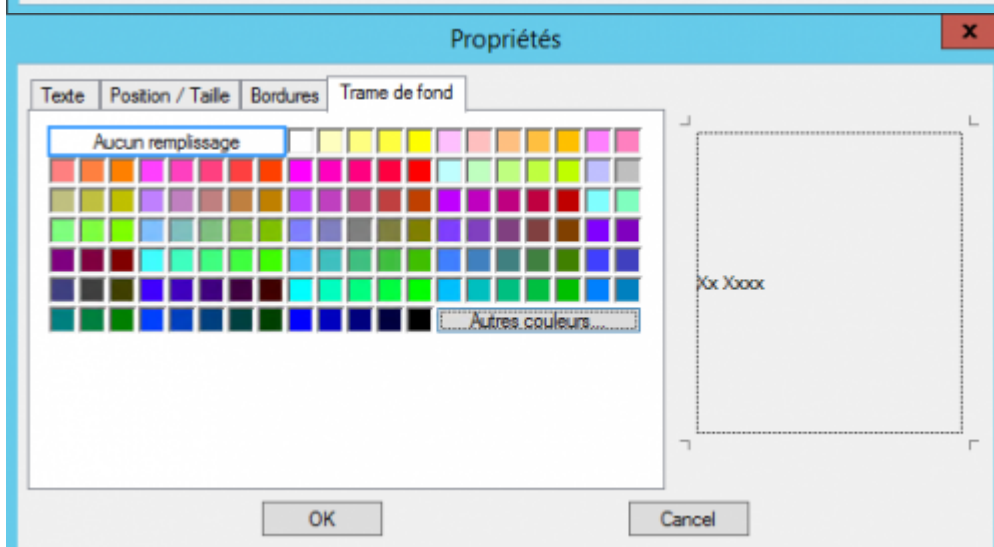 Propriétés
x
Texte Position / Taille Bordures Trame de fond
Aucun remplissage
Xx Xxxx
Autres couleurs...
OK Cancel